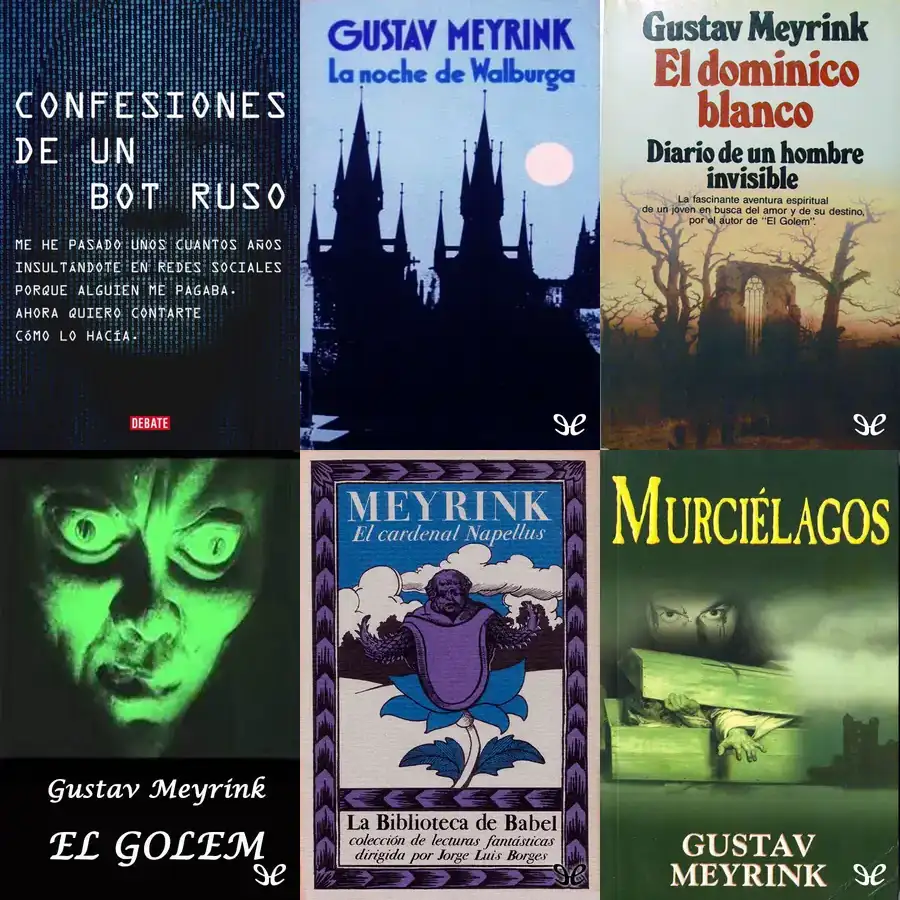 CONFESIONES
DE UN
BOT RUSO
ME HE PASADO UNOS CUANTOS AÑOS
INSULTÁNDOTE EN REDES SOCIALES
PORQUE ALGUIEN ME PAGABA.
AHORA QUIERO CONTARTE
CÓMO LO HACÍA.
DEBATE
GUSTAV MEYRINK
La noche de Walburga
Gustav Meyrink
El dominico
blanco
Diario de un hombre
invisible
La fascinante aventura espiritual
de un joven en busca del amor y de su destino,
por el autor de "El Golem".
Gustav Meyrink
EL GOLEM
MEYRINK
El cardenal Napellus
La Biblioteca de Babel
colección de lecturas fantásticas
dirigida por Jorge Luis Borges
MURCIÉLAGOS
GUSTAV
MEYRINK